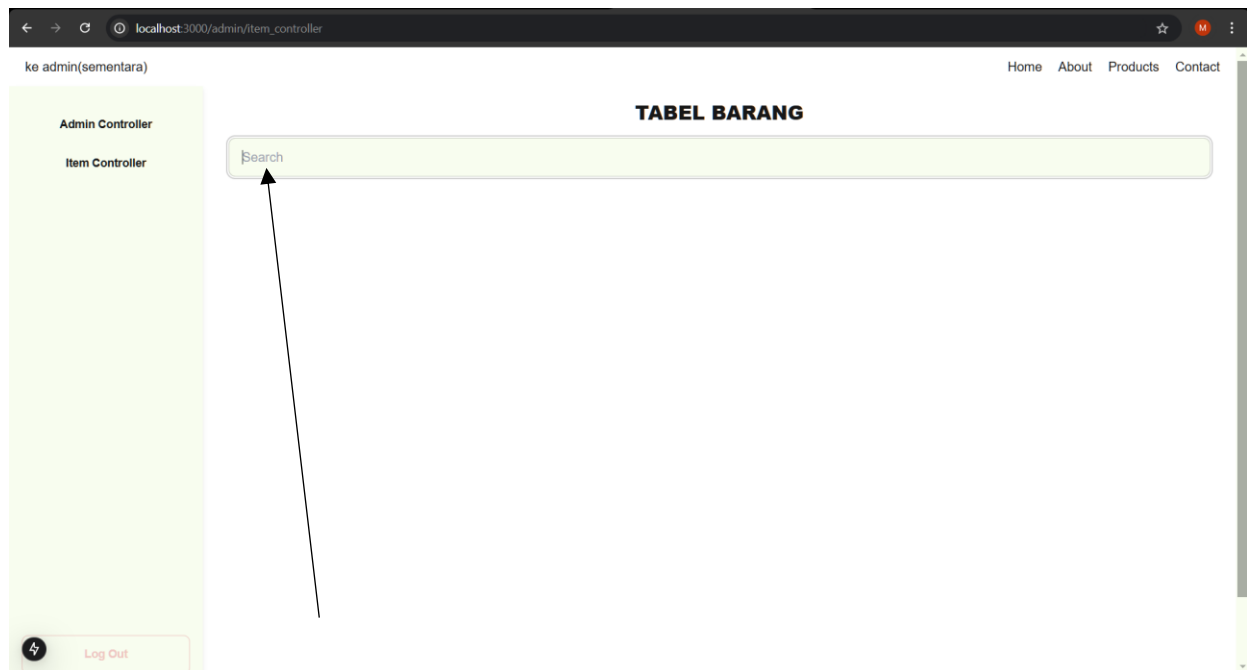 localhost:3000/admin/item_controller
M
ke admin(sementara)
Home About Products Contact
Admin Controller
Item Controller
TABEL BARANG
Search
Log Out